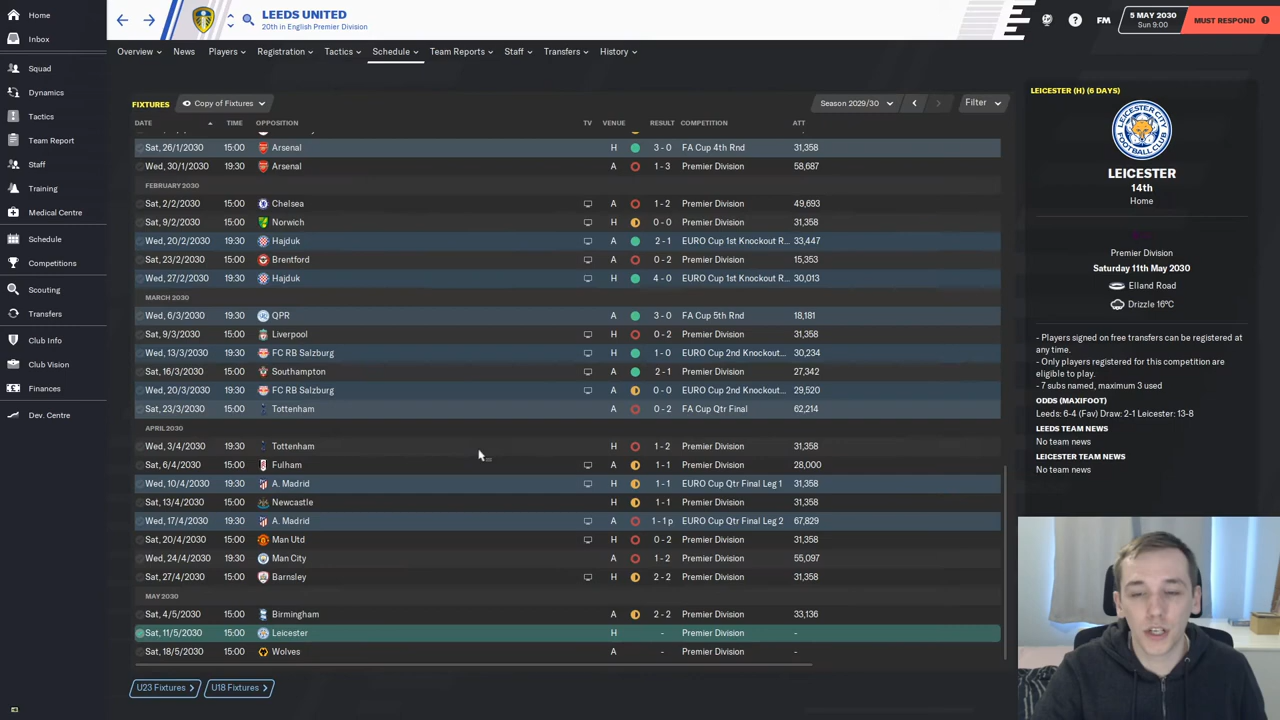 LEEDS UNITED
20th in English Premier Division
FM
5 MAY 2030
Sun 9:00
MUST RESPOND
Home
Inbox
Squad
Dynamics
Tactics
Team Report
Staff
Training
Medical Centre
Schedule
Competitions
Scouting
Transfers
Club Info
Club Vision
Finances
Dev. Centre
Overview News Players Registration Tactics Schedule Team Reports Staff Transfers History
FIXTURES Copy of Fixtures Season 2029/30 Filter
DATE TIME OPPOSITION TV VENUE RESULT COMPETITION ATT
Sat, 26/1/2030 15:00 Arsenal H 3 - 0 FA Cup 4th Rnd 31,358
Wed, 30/1/2030 19:30 Arsenal A 1 - 3 Premier Division 58,687
FEBRUARY 2030
Sat, 2/2/2030 15:00 Chelsea A 1 - 2 Premier Division 49,693
Sat, 9/2/2030 15:00 Norwich H 0 - 0 Premier Division 31,358
Wed, 20/2/2030 19:30 Hajduk A 2 - 1 EURO Cup 1st Knockout R... 33,447
Sat, 23/2/2030 15:00 Brentford A 0 - 2 Premier Division 15,353
Wed, 27/2/2030 19:30 Hajduk H 4 - 0 EURO Cup 1st Knockout R... 30,013
MARCH 2030
Wed, 6/3/2030 19:30 QPR A 3 - 0 FA Cup 5th Rnd 18,181
Sat, 9/3/2030 15:00 Liverpool H 0 - 2 Premier Division 31,358
Wed, 13/3/2030 19:30 FC RB Salzburg H 1 - 0 EURO Cup 2nd Knockout... 30,234
Sat, 16/3/2030 15:00 Southampton A 2 - 1 Premier Division 27,342
Wed, 20/3/2030 19:30 FC RB Salzburg A 0 - 0 EURO Cup 2nd Knockout... 29,520
Sat, 23/3/2030 15:00 Tottenham A 0 - 2 FA Cup Qtr Final 62,214
APRIL 2030
Wed, 3/4/2030 19:30 Tottenham H 1 - 2 Premier Division 31,358
Sat, 6/4/2030 15:00 Fulham A 1 - 1 Premier Division 28,000
Wed, 10/4/2030 19:30 A. Madrid H 1 - 1 EURO Cup Qtr Final Leg 1 31,358
Sat, 13/4/2030 15:00 Newcastle H 1 - 1 Premier Division 31,358
Wed, 17/4/2030 19:30 A. Madrid A 1 - 1 p EURO Cup Qtr Final Leg 2 67,829
Sat, 20/4/2030 15:00 Man Utd H 0 - 2 Premier Division 31,358
Wed, 24/4/2030 19:30 Man City A 1 - 2 Premier Division 55,097
Sat, 27/4/2030 15:00 Barnsley H 2 - 2 Premier Division 31,358
MAY 2030
Sat, 4/5/2030 15:00 Birmingham A 2 - 2 Premier Division 33,136
Sat, 11/5/2030 15:00 Leicester H - Premier Division -
Sat, 18/5/2030 15:00 Wolves A - Premier Division -
U23 Fixtures U18 Fixtures
LEICESTER (H) (6 DAYS)
LEICESTER
14th
Home
Premier Division
Saturday 11th May 2030
Elland Road
Drizzle 16°C
- Players signed on free transfers can be registered at
any time.
- Only players registered for this competition are
eligible to play.
- 7 subs named, maximum 3 used
ODDS (MAXIFOOT)
Leeds: 6-4 (Fav) Draw: 2-1 Leicester: 13-8
LEEDS TEAM NEWS
No team news
LEICESTER TEAM NEWS
No team news